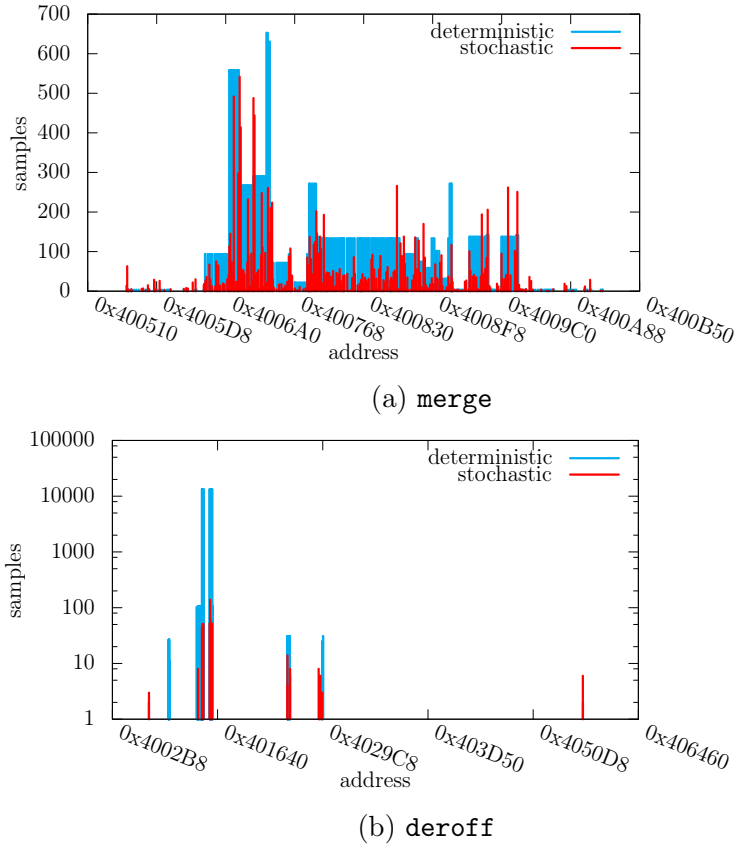 700
600
500
400
300
200
100
0
samples
deterministic
stochastic
0x400510
0x4005D8
0x4006A0
0x400768
0x400830
0x4008F8
0x4009C0
0x400A88
0x400B50
address
(a) merge
100000
10000
1000
100
10
1
samples
deterministic
stochastic
0x4002B8
0x401640
0x4029C8
0x403D50
0x4050D8
0x406460
address
(b) deroff